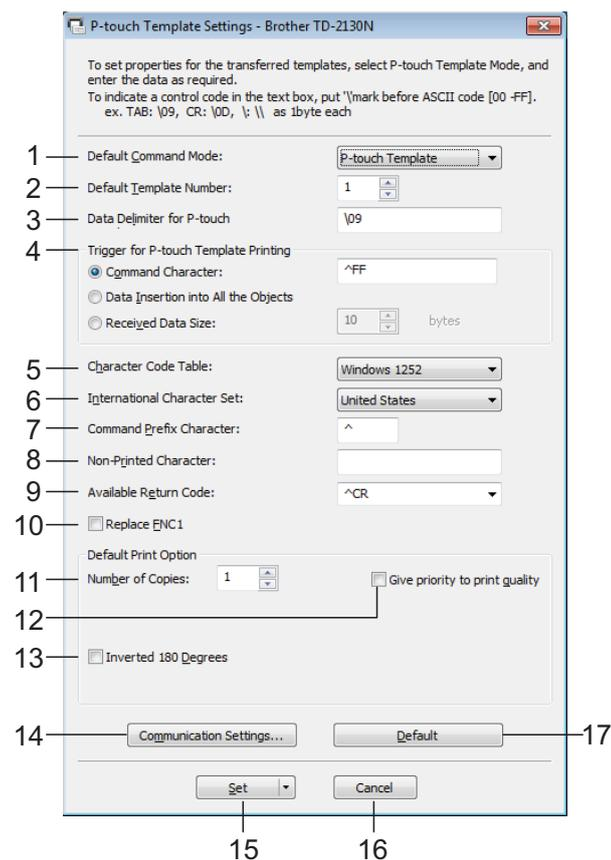 P-touch Template Settings - Brother TD-2130N
To set properties for the transferred templates, select P-touch Template Mode, and
enter the data as required.
To indicate a control code in the text box, put '\'mark before ASCII code [00 -FF].
ex. TAB: \09, CR: \0D, \: \\ as 1byte each
1 Default Command Mode: P-touch Template
2 Default Template Number: 1
3 Data Delimiter for P-touch \09
4 Trigger for P-touch Template Printing
Command Character: ^FF
Data Insertion into All the Objects
Received Data Size: 10 bytes
5 Character Code Table: Windows 1252
6 International Character Set: United States
7 Command Prefix Character: ^
8 Non-Printed Character:
9 Available Return Code: ^CR
10 Replace FNC1
Default Print Option
11 Number of Copies: 1 Give priority to print quality
12
13 Inverted 180 Degrees
14 Communication Settings... Default 17
Set Cancel
15 16